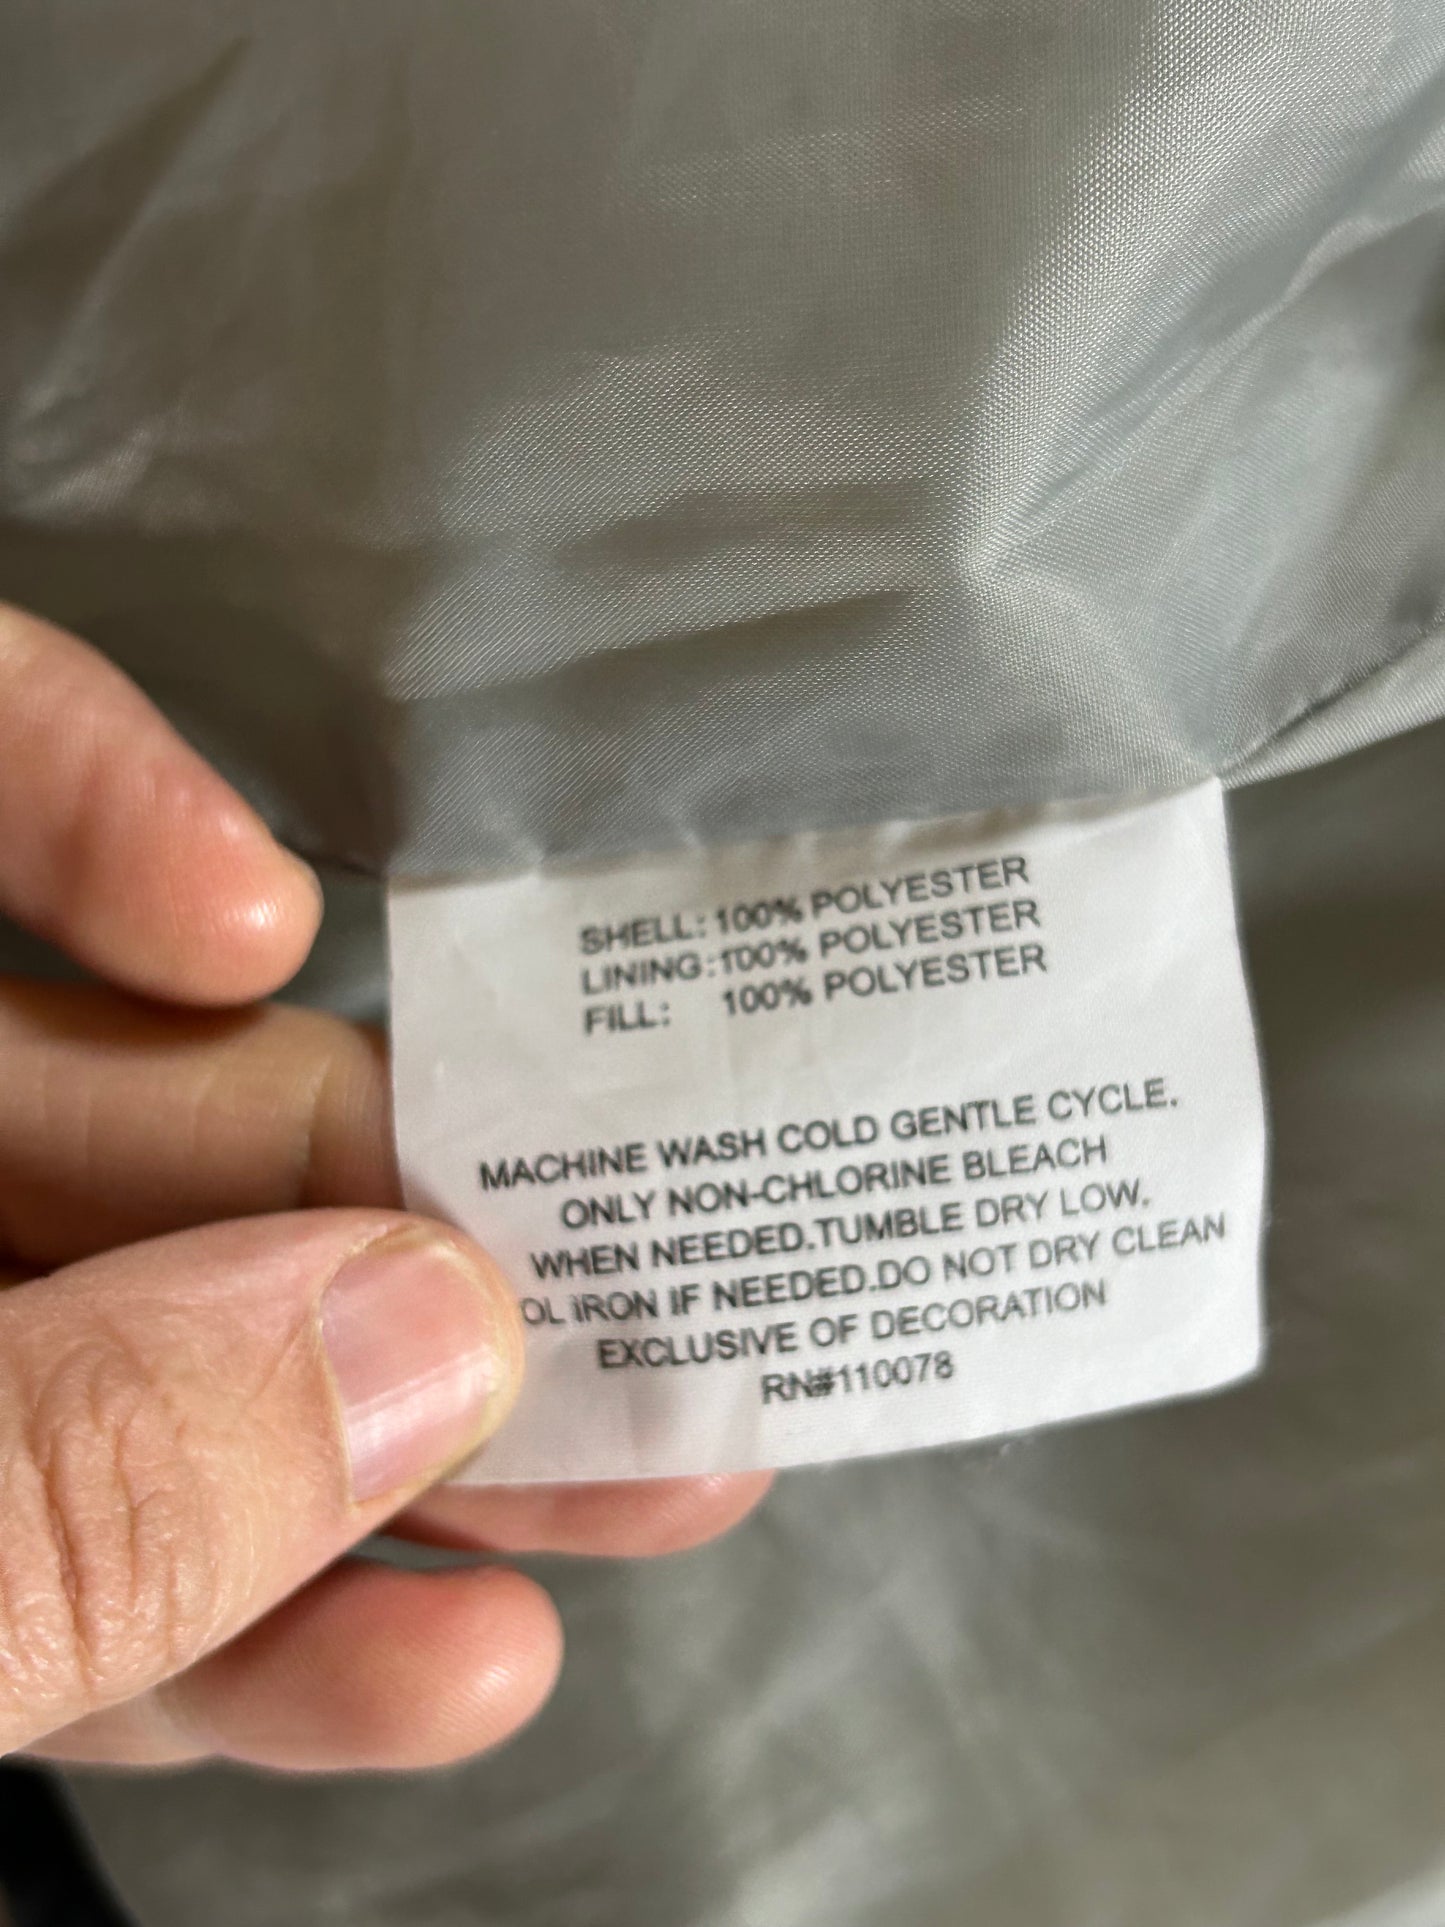 SHELL: 100% POLYESTER
LINING:100% POLYESTER
FILL: 100% POLYESTER
MACHINE WASH COLD GENTLE CYCLE.
ONLY NON-CHLORINE BLEACH
WHEN NEEDED.TUMBLE DRY LOW.
OL IRON IF NEEDED.DO NOT DRY CLEAN
EXCLUSIVE OF DECORATION
RN#110078